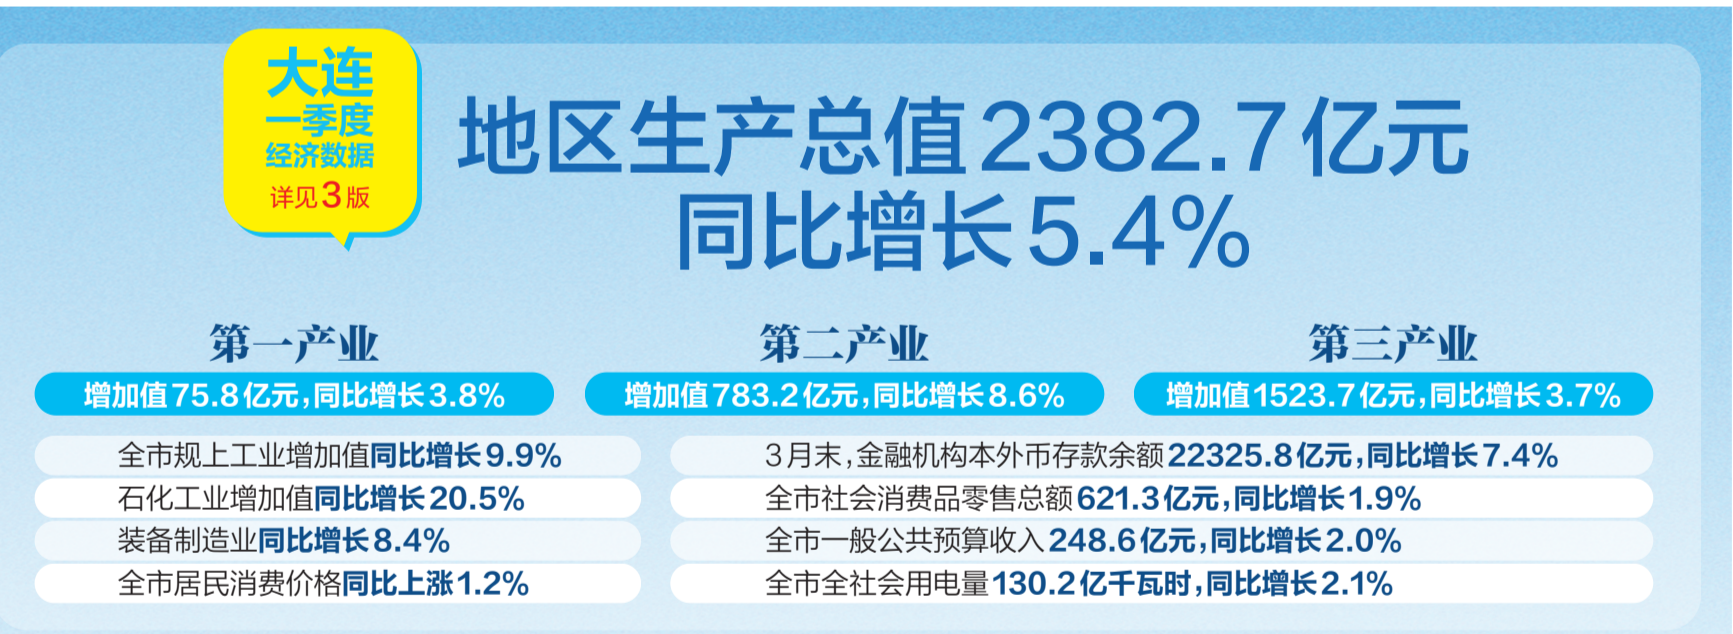 大连
一季度
经济数据
详见3版
地区生产总值2382.7亿元
同比增长5.4%
第一产业
增加值75.8亿元,同比增长3.8%
第二产业
增加值783.2亿元,同比增长8.6%
第三产业
增加值1523.7亿元,同比增长3.7%
全市规上工业增加值同比增长9.9%
石化工业增加值同比增长20.5%
装备制造业同比增长8.4%
全市居民消费价格同比上涨1.2%
3月末,金融机构本外币存款余额22325.8亿元,同比增长7.4%
全市社会消费品零售总额621.3亿元,同比增长1.9%
全市一般公共预算收入248.6亿元,同比增长2.0%
全市全社会用电量130.2亿千瓦时,同比增长2.1%